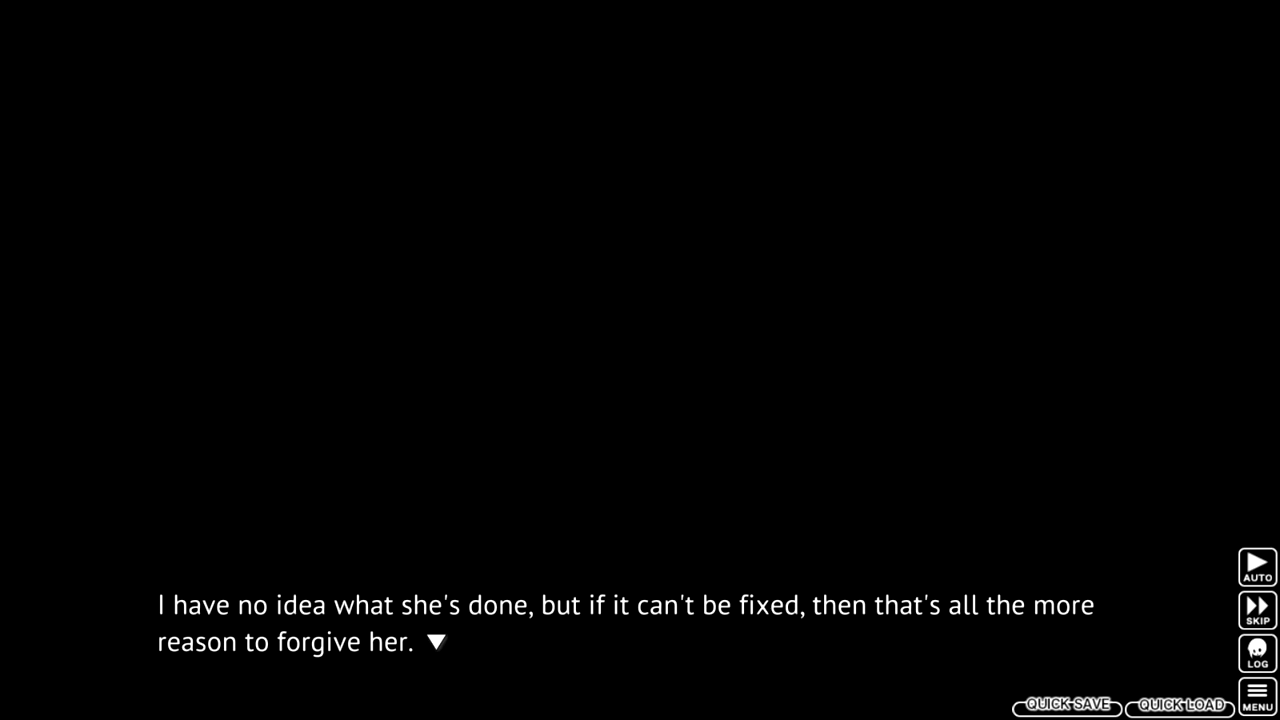 I have no idea what she's done, but if it can't be fixed, then that's all the more
reason to forgive her.
AUTO
SKIP
LOG
MENU
QUICK SAVE QUICK LOAD